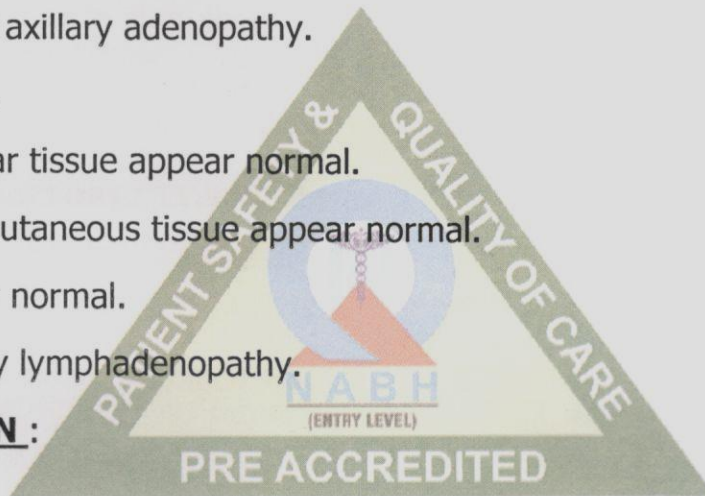 axillary adenopathy.
ar tissue appear normal.
utaneous tissue appear normal.
normal.
y lymphadenopathy.
N :
PATIENT SAFETY & QUALITY OF CARE
NABH
(ENTRY LEVEL)
PRE ACCREDITED